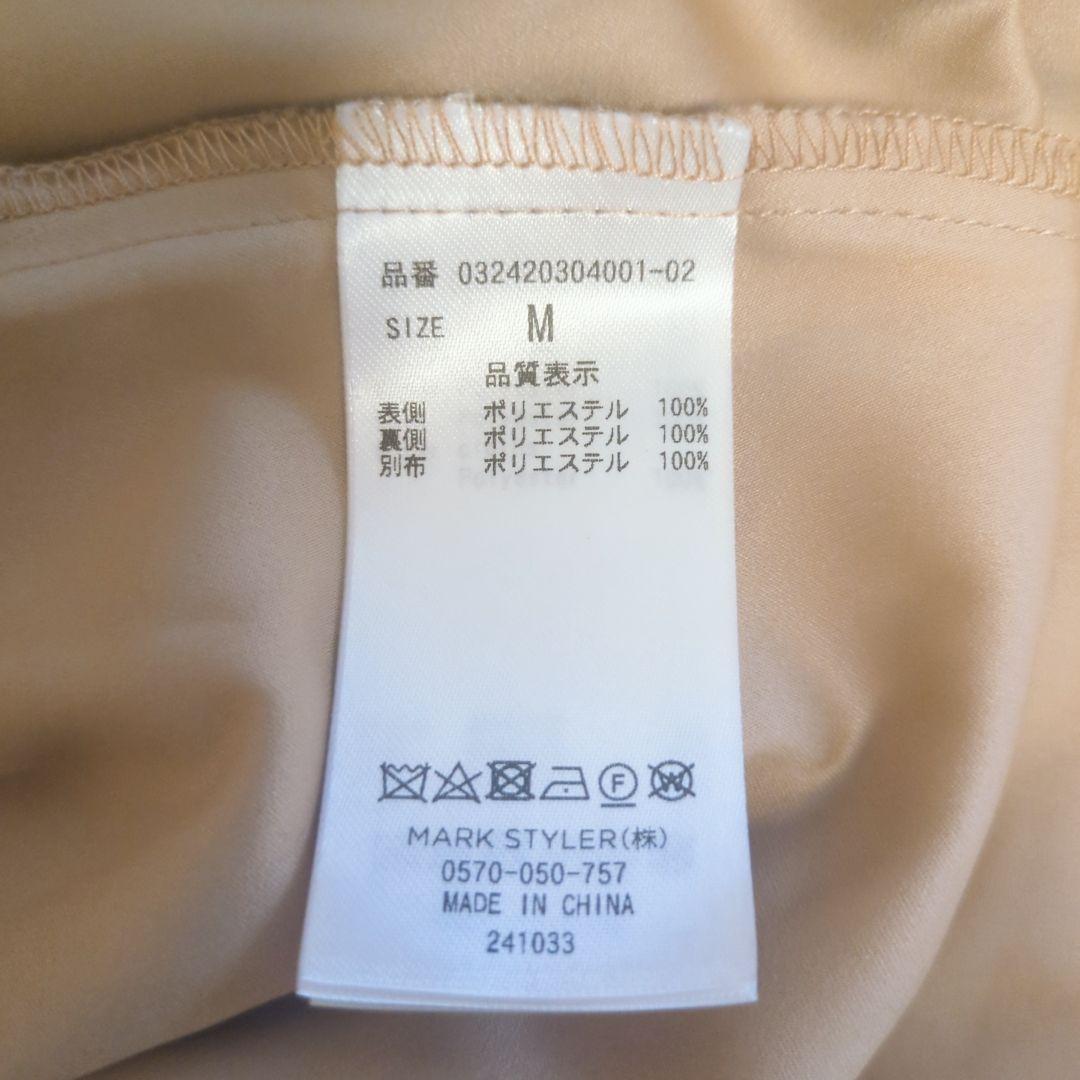 品番 032420304001-02
SIZE M
品質表示
表側 ポリエステル 100%
裏側 ポリエステル 100%
別布 ポリエステル 100%
F W
MARK STYLER(株)
0570-050-757
MADE IN CHINA
241033